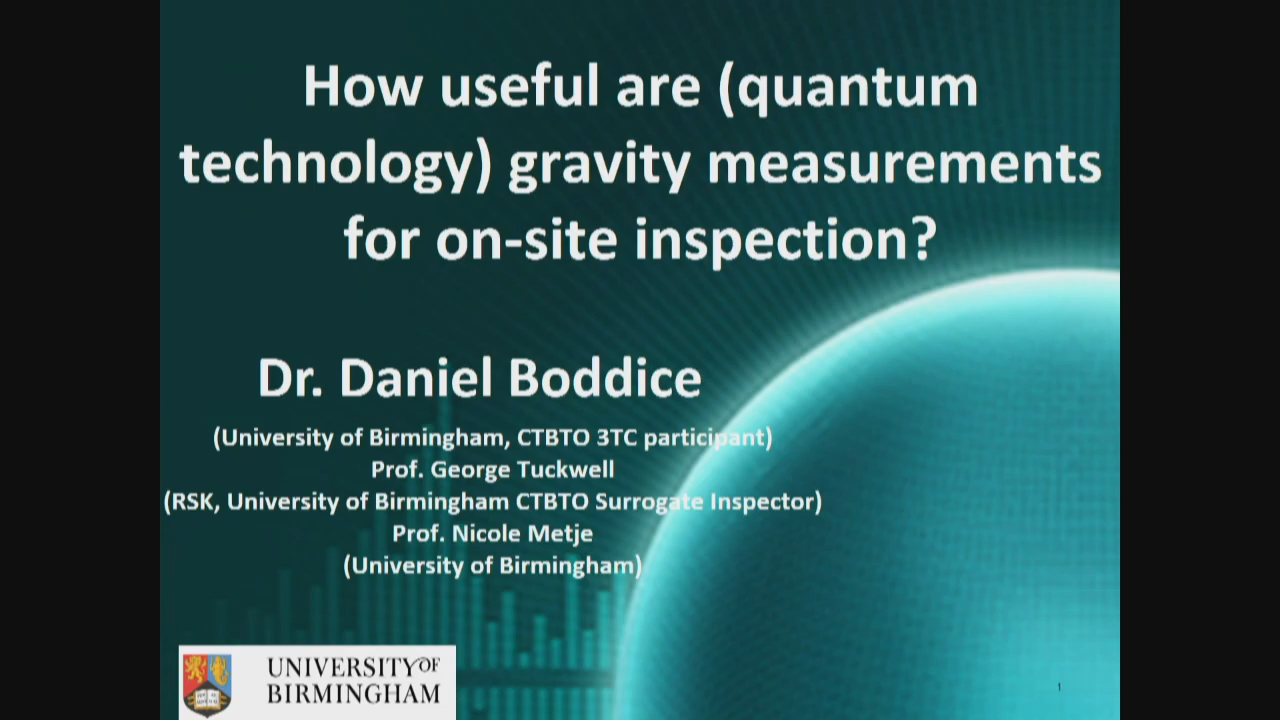 How useful are (quantum
technology) gravity measurements
for on-site inspection?
Dr. Daniel Boddice
(University of Birmingham, CTBTO 3TC participant)
Prof. George Tuckwell
(RSK, University of Birmingham CTBTO Surrogate Inspector)
Prof. Nicole Metje
(University of Birmingham)
UNIVERSITY OF
BIRMINGHAM
1